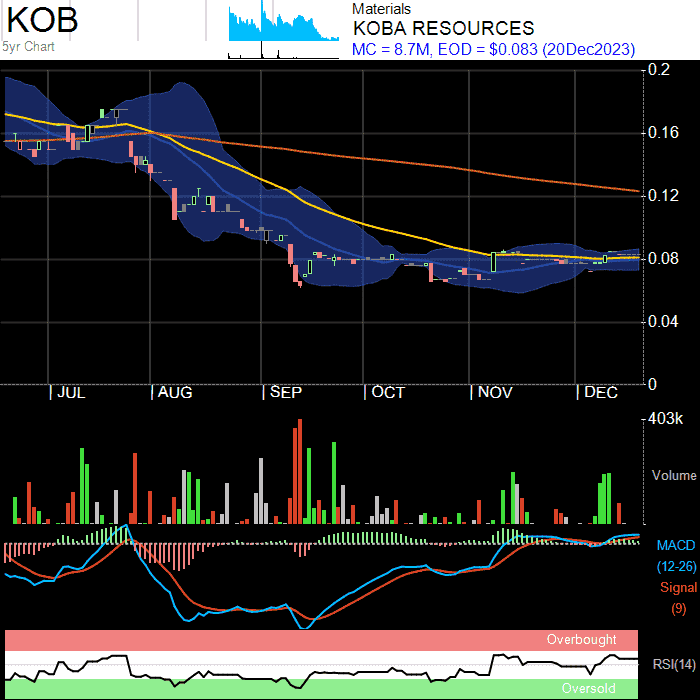 KOB
5yr Chart
Materials
KOBA RESOURCES
MC = 8.7M, EOD = $0.083 (20Dec2023)
0.2
0.16
0.12
0.08
0.04
0
JUL AUG SEP OCT NOV DEC
403k
Volume
MACD
(12-26)
Signal
(9)
Overbought
RSI(14)
Oversold